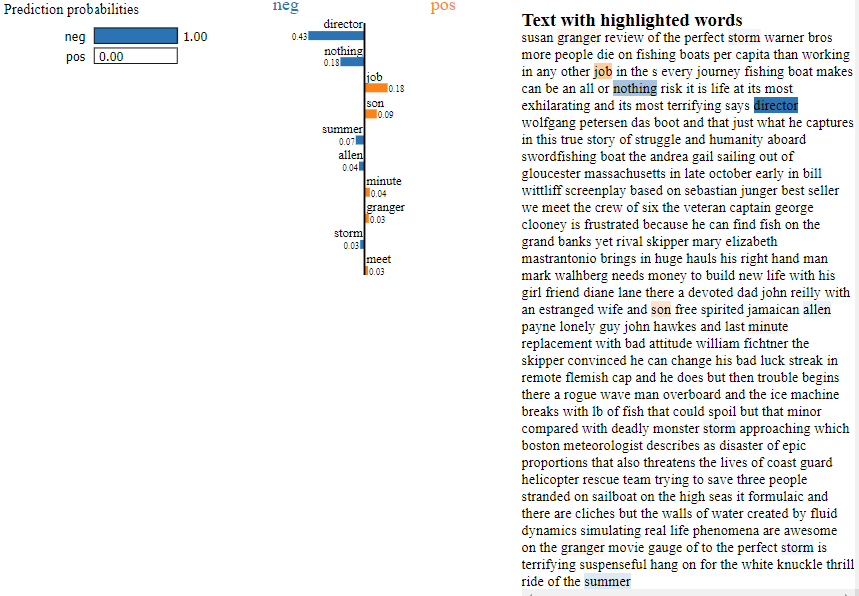 Prediction probabilities
neg 1.00
pos 0.00
neg pos
director
0.43
nothing
0.18
job
0.18
son
0.09
summer
0.07
allen
0.04
minute
0.04
granger
0.03
storm
0.03
meet
0.03
Text with highlighted words
susan granger review of the perfect storm warner bros
more people die on fishing boats per capita than working
in any other job in the s every journey fishing boat makes
can be an all or nothing risk it is life at its most
exhilarating and its most terrifying says director
wolfgang petersen das boot and that just what he captures
in this true story of struggle and humanity aboard
swordfishing boat the andrea gail sailing out of
gloucester massachusetts in late october early in bill
wittliff screenplay based on sebastian junger best seller
we meet the crew of six the veteran captain george
clooney is frustrated because he can find fish on the
grand banks yet rival skipper mary elizabeth
mastrantonio brings in huge hauls his right hand man
mark walhberg needs money to build new life with his
girl friend diane lane there a devoted dad john reilly with
an estranged wife and son free spirited jamaican allen
payne lonely guy john hawkes and last minute
replacement with bad attitude william fichtner the
skipper convinced he can change his bad luck streak in
remote flemish cap and he does but then trouble begins
there a rogue wave man overboard and the ice machine
breaks with lb of fish that could spoil but that minor
compared with deadly monster storm approaching which
boston meteorologist describes as disaster of epic
proportions that also threatens the lives of coast guard
helicopter rescue team trying to save three people
stranded on sailboat on the high seas it formulaic and
there are cliches but the walls of water created by fluid
dynamics simulating real life phenomena are awesome
on the granger movie gauge of to the perfect storm is
terrifying suspenseful hang on for the white knuckle thrill
ride of the summer